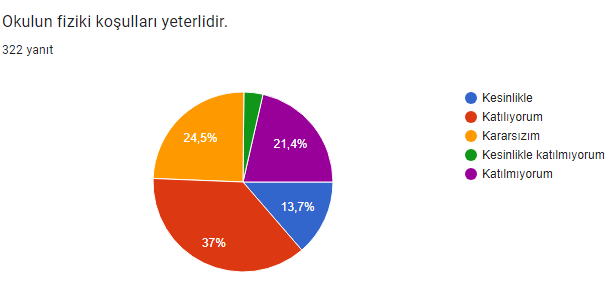 Okulun fiziki koşulları yeterlidir.
322 yanıt
Kesinlikle
Katılıyorum
Kararsızım
Kesinlikle katılmıyorum
Katılmıyorum
24,5%
21,4%
13,7%
37%